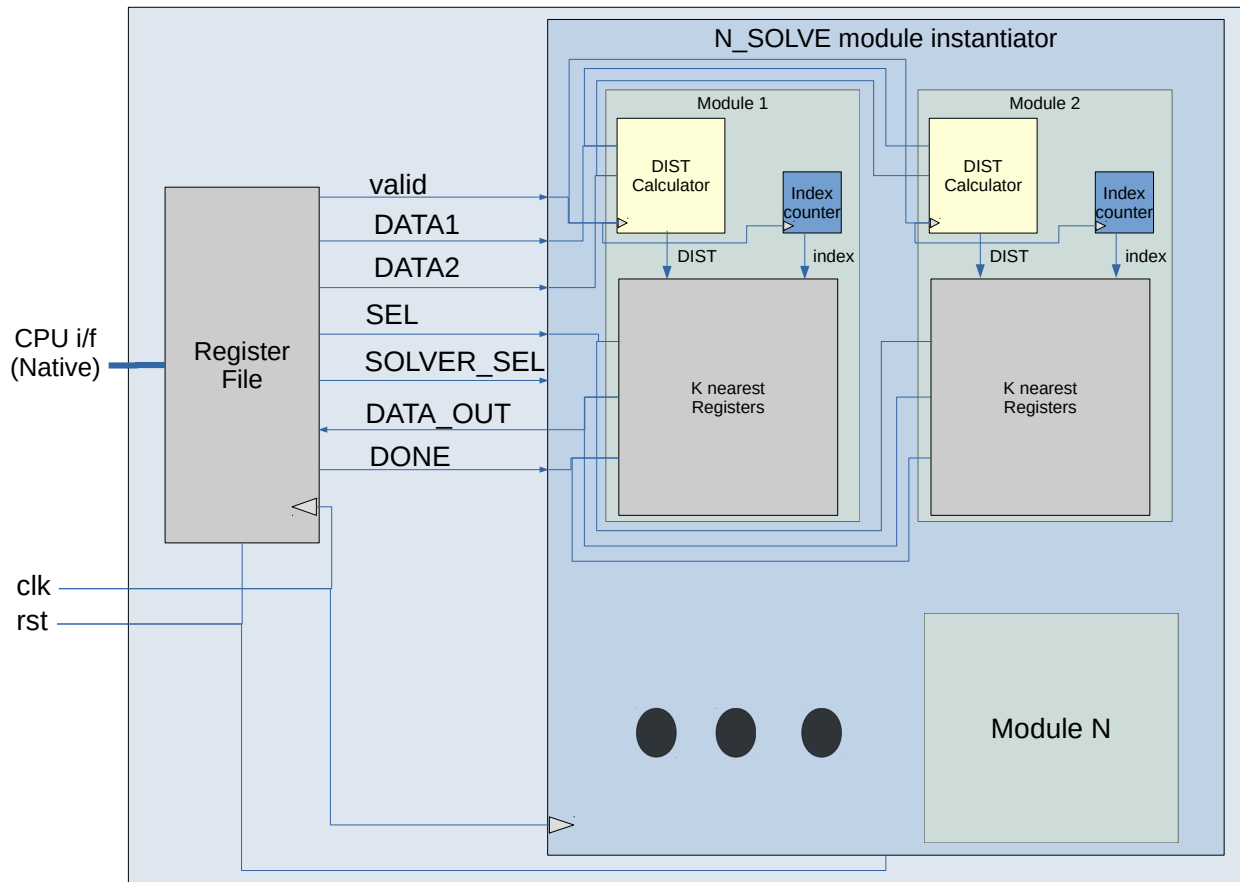 N_SOLVE module instantiator
Module 1
Module 2
DIST
Calculator
Index
counter
DIST
Calculator
Index
counter
DIST
index
DIST
index
valid
DATA1
DATA2
SEL
SOLVER_SEL
DATA_OUT
DONE
CPU i/f
(Native)
Register
File
K nearest
Registers
K nearest
Registers
clk
rst
Module N